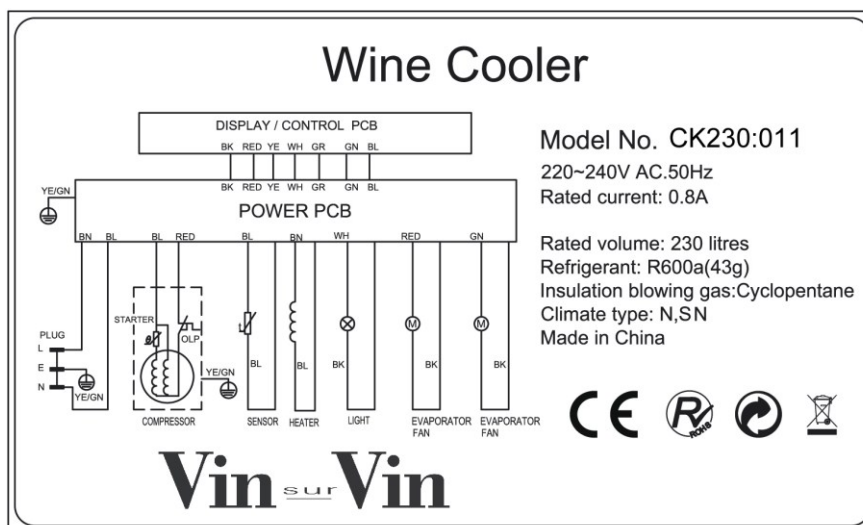 Wine Cooler
DISPLAY / CONTROL PCB
BK RED YE WH GR GN BL
BK RED YE WH GR GN BL
YE/GN
POWER PCB
BN BL BL RED BL BN WH RED GN
STARTER
OLP
PLUG
L
E
N
YE/GN
YE/GN
M M
BL BL BK BK BK
COMPRESSOR SENSOR HEATER LIGHT EVAPORATOR FAN EVAPORATOR FAN
Model No. CK230:011
220~240V AC.50Hz
Rated current: 0.8A
Rated volume: 230 litres
Refrigerant: R600a(43g)
Insulation blowing gas:Cyclopentane
Climate type: N,SN
Made in China
CE
R
ROHS
Vin sur Vin